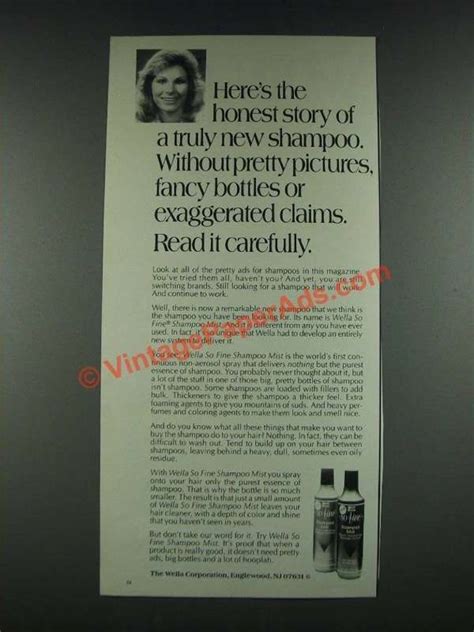 Here's the
honest story of
a truly new shampoo.
Without pretty pictures,
fancy bottles or
exaggerated claims.
Read it carefully.
Look at all of the pretty ads for shampoos in this magazine.
You've tried them all, haven't you? And yet, you are still
switching brands. Still looking for a shampoo that will work.
And continue to work.
Well, there is now a remarkable new shampoo that we think is
the shampoo you have been looking for. Its name is Wella So
Fine® Shampoo Mist and it is different from any you have ever
used. In fact, so unique that Wella had to develop an entirely
new system to deliver it.
You see, Wella So Fine Shampoo Mist is the world's first con-
tinuous non-aerosol spray that delivers nothing but the purest
essence of shampoo. You probably never thought about it, but
a lot of the stuff in one of those big, pretty bottles of shampoo
isn't shampoo. Some shampoos are loaded with fillers to add
bulk. Thickeners to give the shampoo a thicker feel. Extra
foaming agents to give you mountains of suds. And heavy per-
fumes and coloring agents to make them look and smell nice.
And do you know what all these things that make you want to
buy the shampoo do to your hair? Nothing. In fact, they can be
difficult to wash out. Tend to build up on your hair between
shampoos, leaving behind a heavy, dull, sometimes even oily
residue.
With Wella So Fine Shampoo Mist you spray
onto your hair only the purest essence of
shampoo. That is why the bottle is so much
smaller. The result is that just a small amount
of Wella So Fine Shampoo Mist leaves your
hair cleaner, with a depth of color and shine
that you haven't seen in years.
But don't take our word for it. Try Wella So
Fine Shampoo Mist. It's proof that when a
product is really good, it doesn't need pretty
ads, big bottles and a lot of hooplah.
The Wella Corporation, Englewood, NJ 07631
so fine
so fine
© VintagePaperAds.com